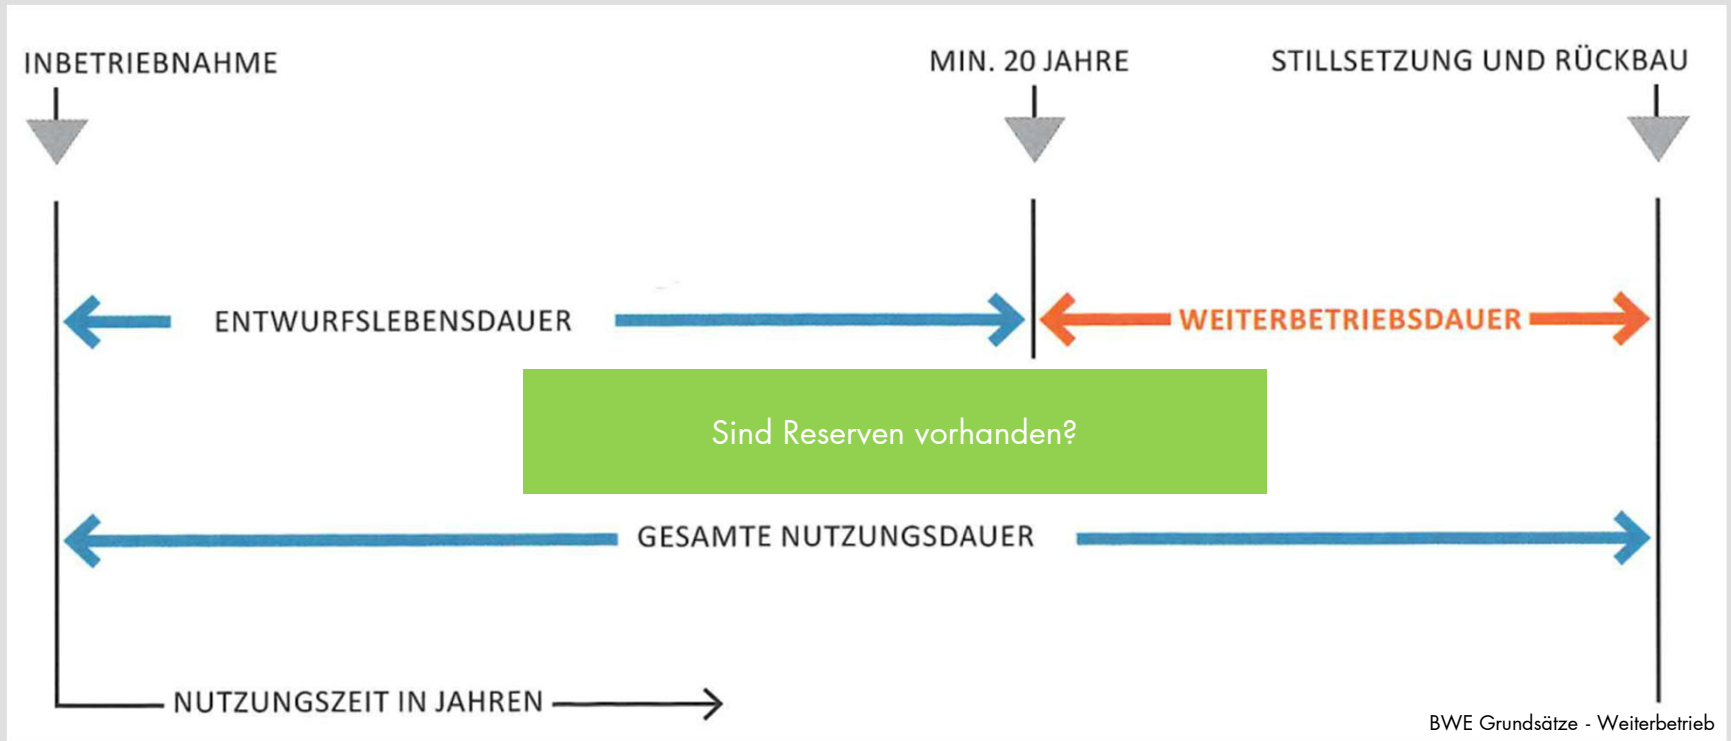 INBETRIEBNAHME
MIN. 20 JAHRE
STILLSETZUNG UND RÜCKBAU
ENTWURFSLEBENSDAUER
WEITERBETRIEBSDAUER
Sind Reserven vorhanden?
GESAMTE NUTZUNGSDAUER
NUTZUNGSZEIT IN JAHREN
BWE Grundsätze - Weiterbetrieb